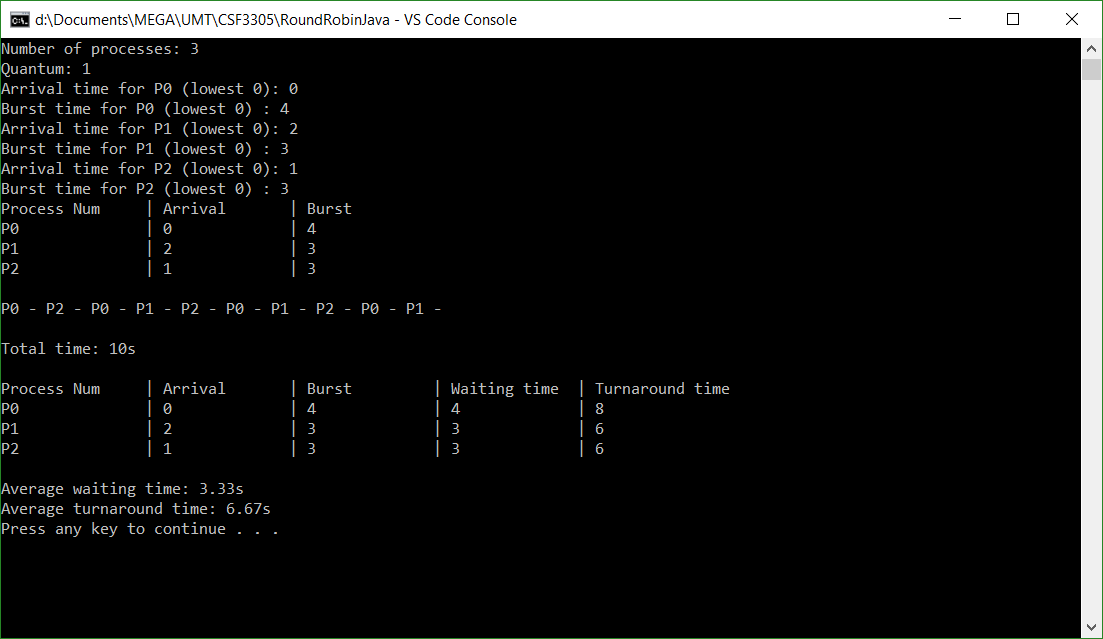 d:\Documents\MEGA\UMT\CSF3305\RoundRobinJava - VS Code Console
Number of processes: 3
Quantum: 1
Arrival time for P0 (lowest 0): 0
Burst time for P0 (lowest 0) : 4
Arrival time for P1 (lowest 0): 2
Burst time for P1 (lowest 0) : 3
Arrival time for P2 (lowest 0): 1
Burst time for P2 (lowest 0) : 3
Process Num     | Arrival       | Burst
P0              | 0             | 4
P1              | 2             | 3
P2              | 1             | 3
P0 - P2 - P0 - P1 - P2 - P0 - P1 - P2 - P0 - P1 -
Total time: 10s
Process Num     | Arrival       | Burst         | Waiting time  | Turnaround time
P0              | 0             | 4             | 4             | 8
P1              | 2             | 3             | 3             | 6
P2              | 1             | 3             | 3             | 6
Average waiting time: 3.33s
Average turnaround time: 6.67s
Press any key to continue . . .